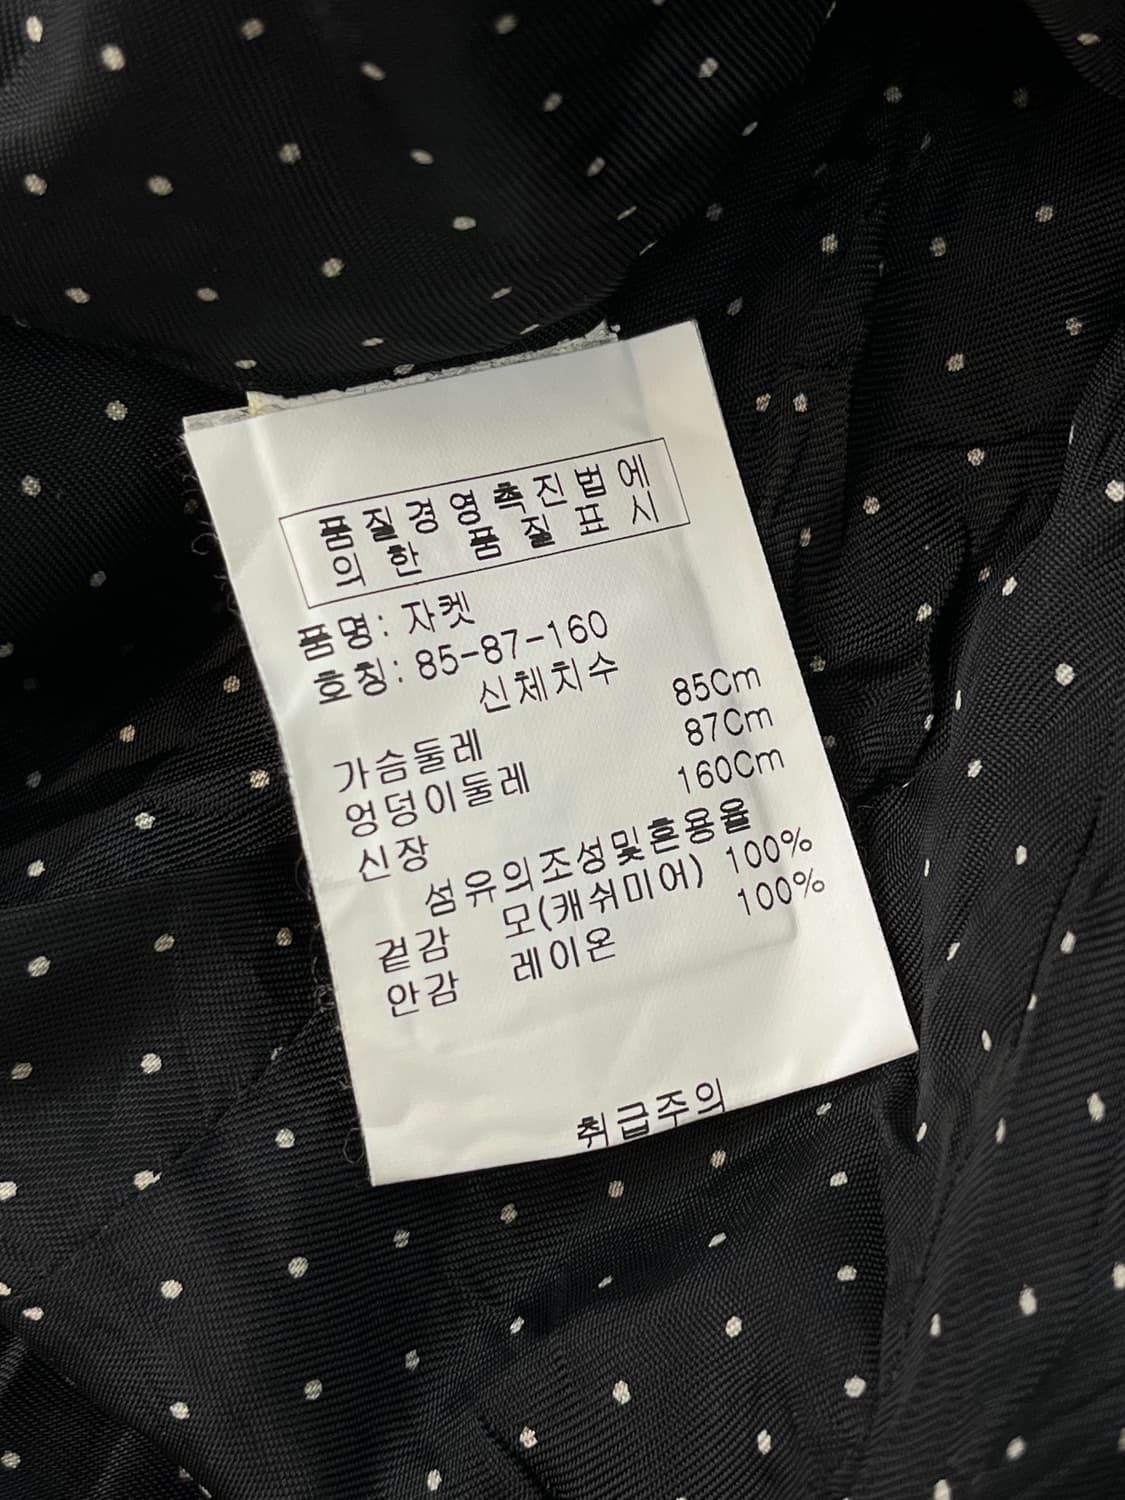 품질경영촉진법에
의한 품질표시
품명: 자켓
호칭: 85-87-160
신체치수
가슴둘레 85Cm
엉덩이둘레 87Cm
신장 160Cm
섬유의조성및혼용율
겉감 모(캐쉬미어) 100%
안감 레이온 100%
취급주의